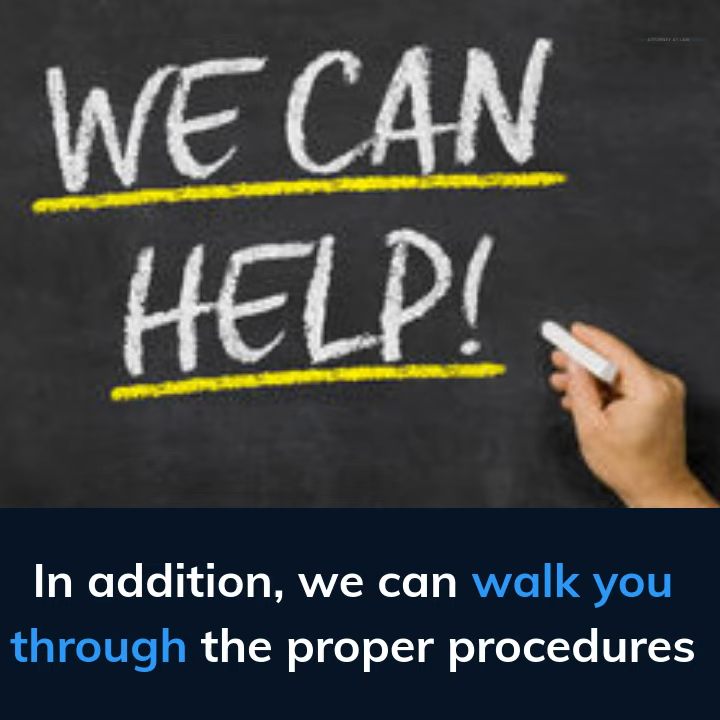 WE CAN
HELP!
In addition, we can walk you
through the proper procedures